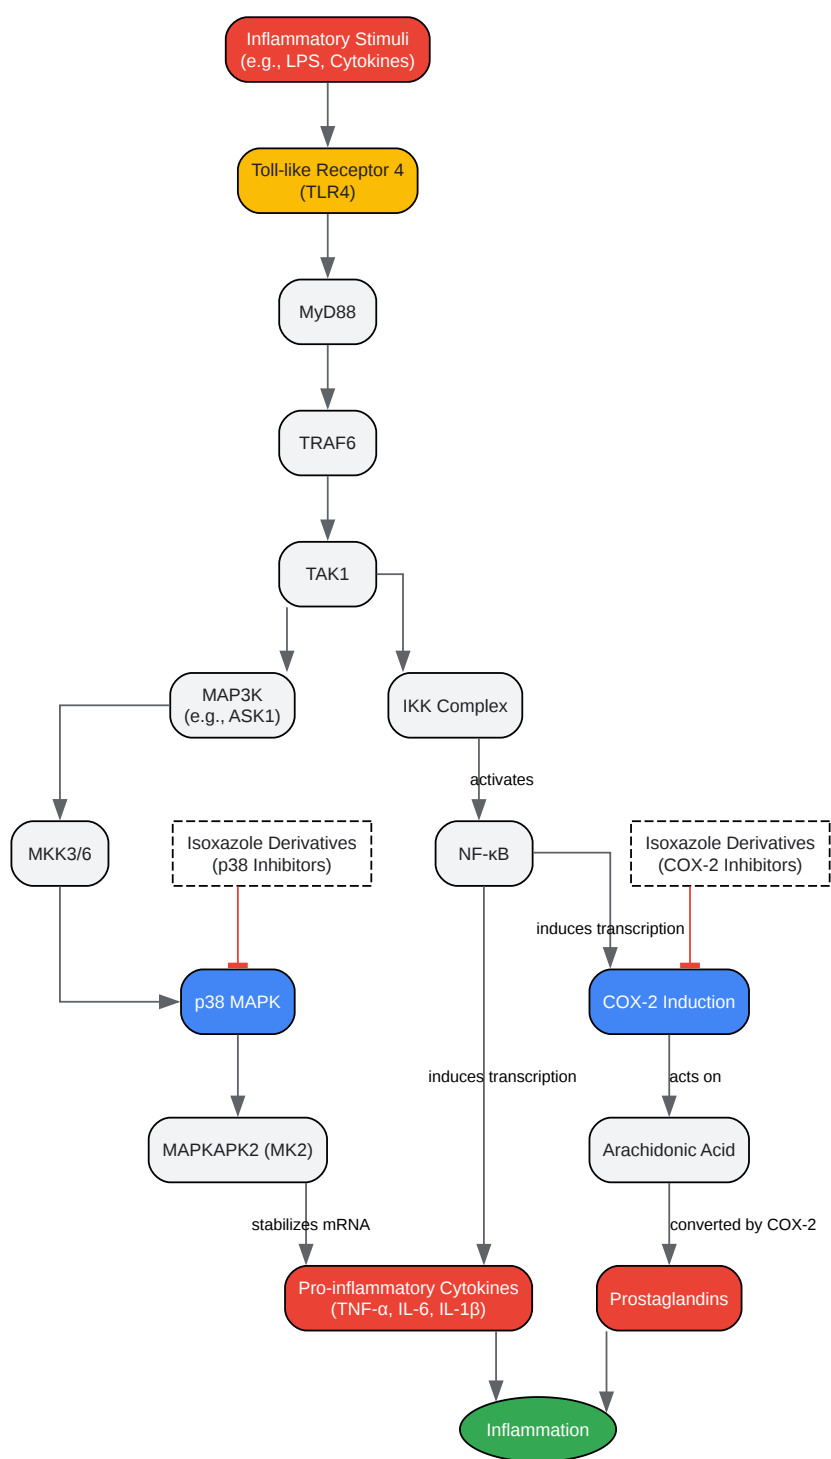 Inflammatory Stimuli
(e.g., LPS, Cytokines)
Toll-like Receptor 4
(TLR4)
MyD88
TRAF6
TAK1
MAP3K
(e.g., ASK1)
IKK Complex
activates
MKK3/6
Isoxazole Derivatives
(p38 Inhibitors)
NF-κB
Isoxazole Derivatives
(COX-2 Inhibitors)
induces transcription
p38 MAPK
COX-2 Induction
induces transcription
acts on
MAPKAPK2 (MK2)
Arachidonic Acid
stabilizes mRNA
converted by COX-2
Pro-inflammatory Cytokines
(TNF-α, IL-6, IL-1β)
Prostaglandins
Inflammation